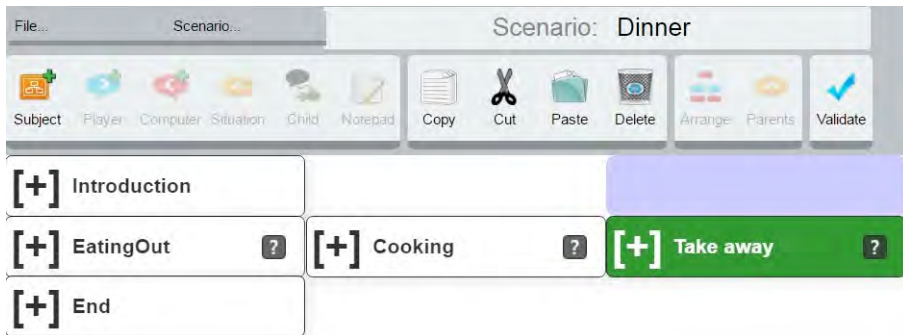 File... Scenario... Scenario: Dinner
Subject Player Computer Situation Child Notepad Copy Cut Paste Delete Arrange Parents Validate
[+] Introduction
[+] EatingOut ? [+] Cooking ? [+] Take away ?
[+] End